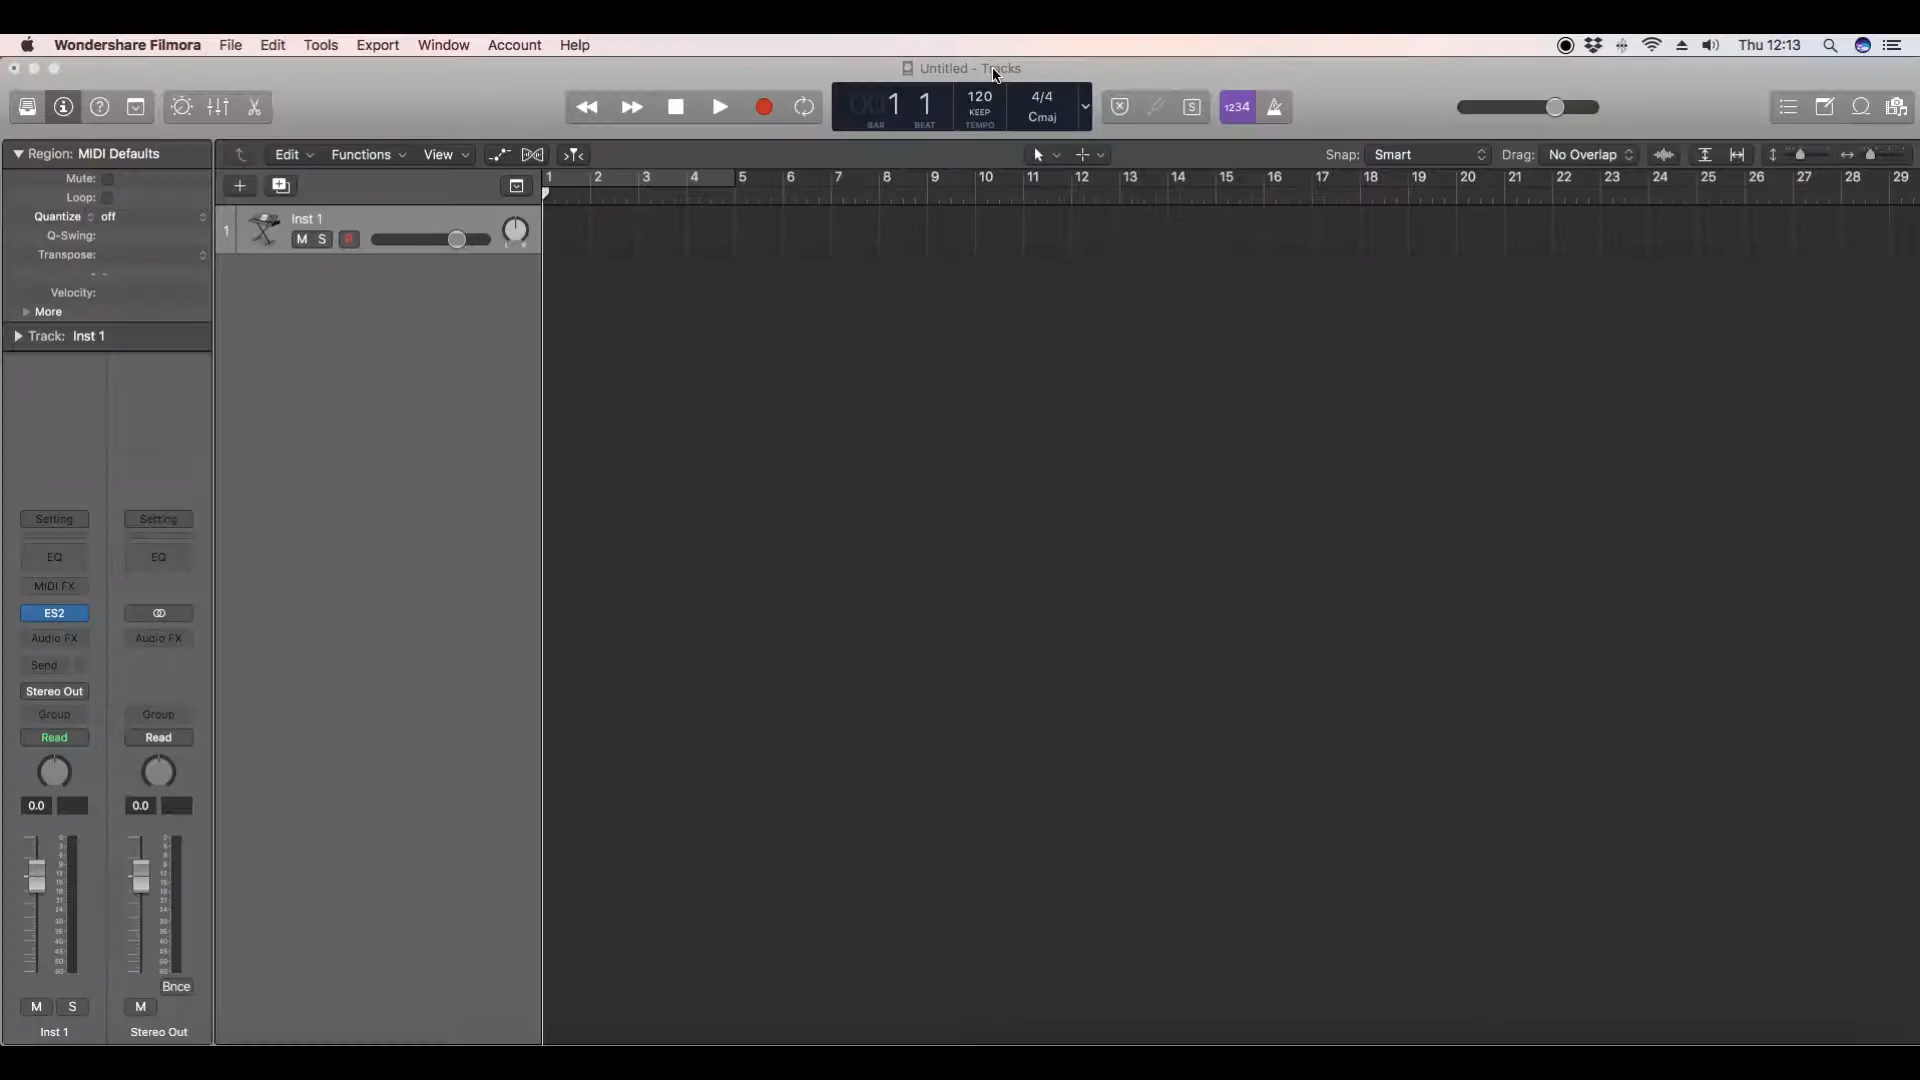 Wondershare Filmora File Edit Tools Export Window Account Help Thu 12:13
Untitled - Tracks
1 1 120 KEEP 4/4 Cmaj 1234
BAR BEAT TEMPO
Region: MIDI Defaults Edit Functions View Snap: Smart Drag: No Overlap
Mute:
Loop:
Quantize off
Q-Swing:
Transpose:
- -
Velocity:
More
Track: Inst 1
1 2 3 4 5 6 7 8 9 10 11 12 13 14 15 16 17 18 19 20 21 22 23 24 25 26 27 28 29
1 Inst 1
M S R
L R
Setting Setting
EQ EQ
MIDI FX
ES2
Audio FX Audio FX
Send
Stereo Out
Group Group
Read Read
0.0 0.0
Bnce
M S M
Inst 1 Stereo Out